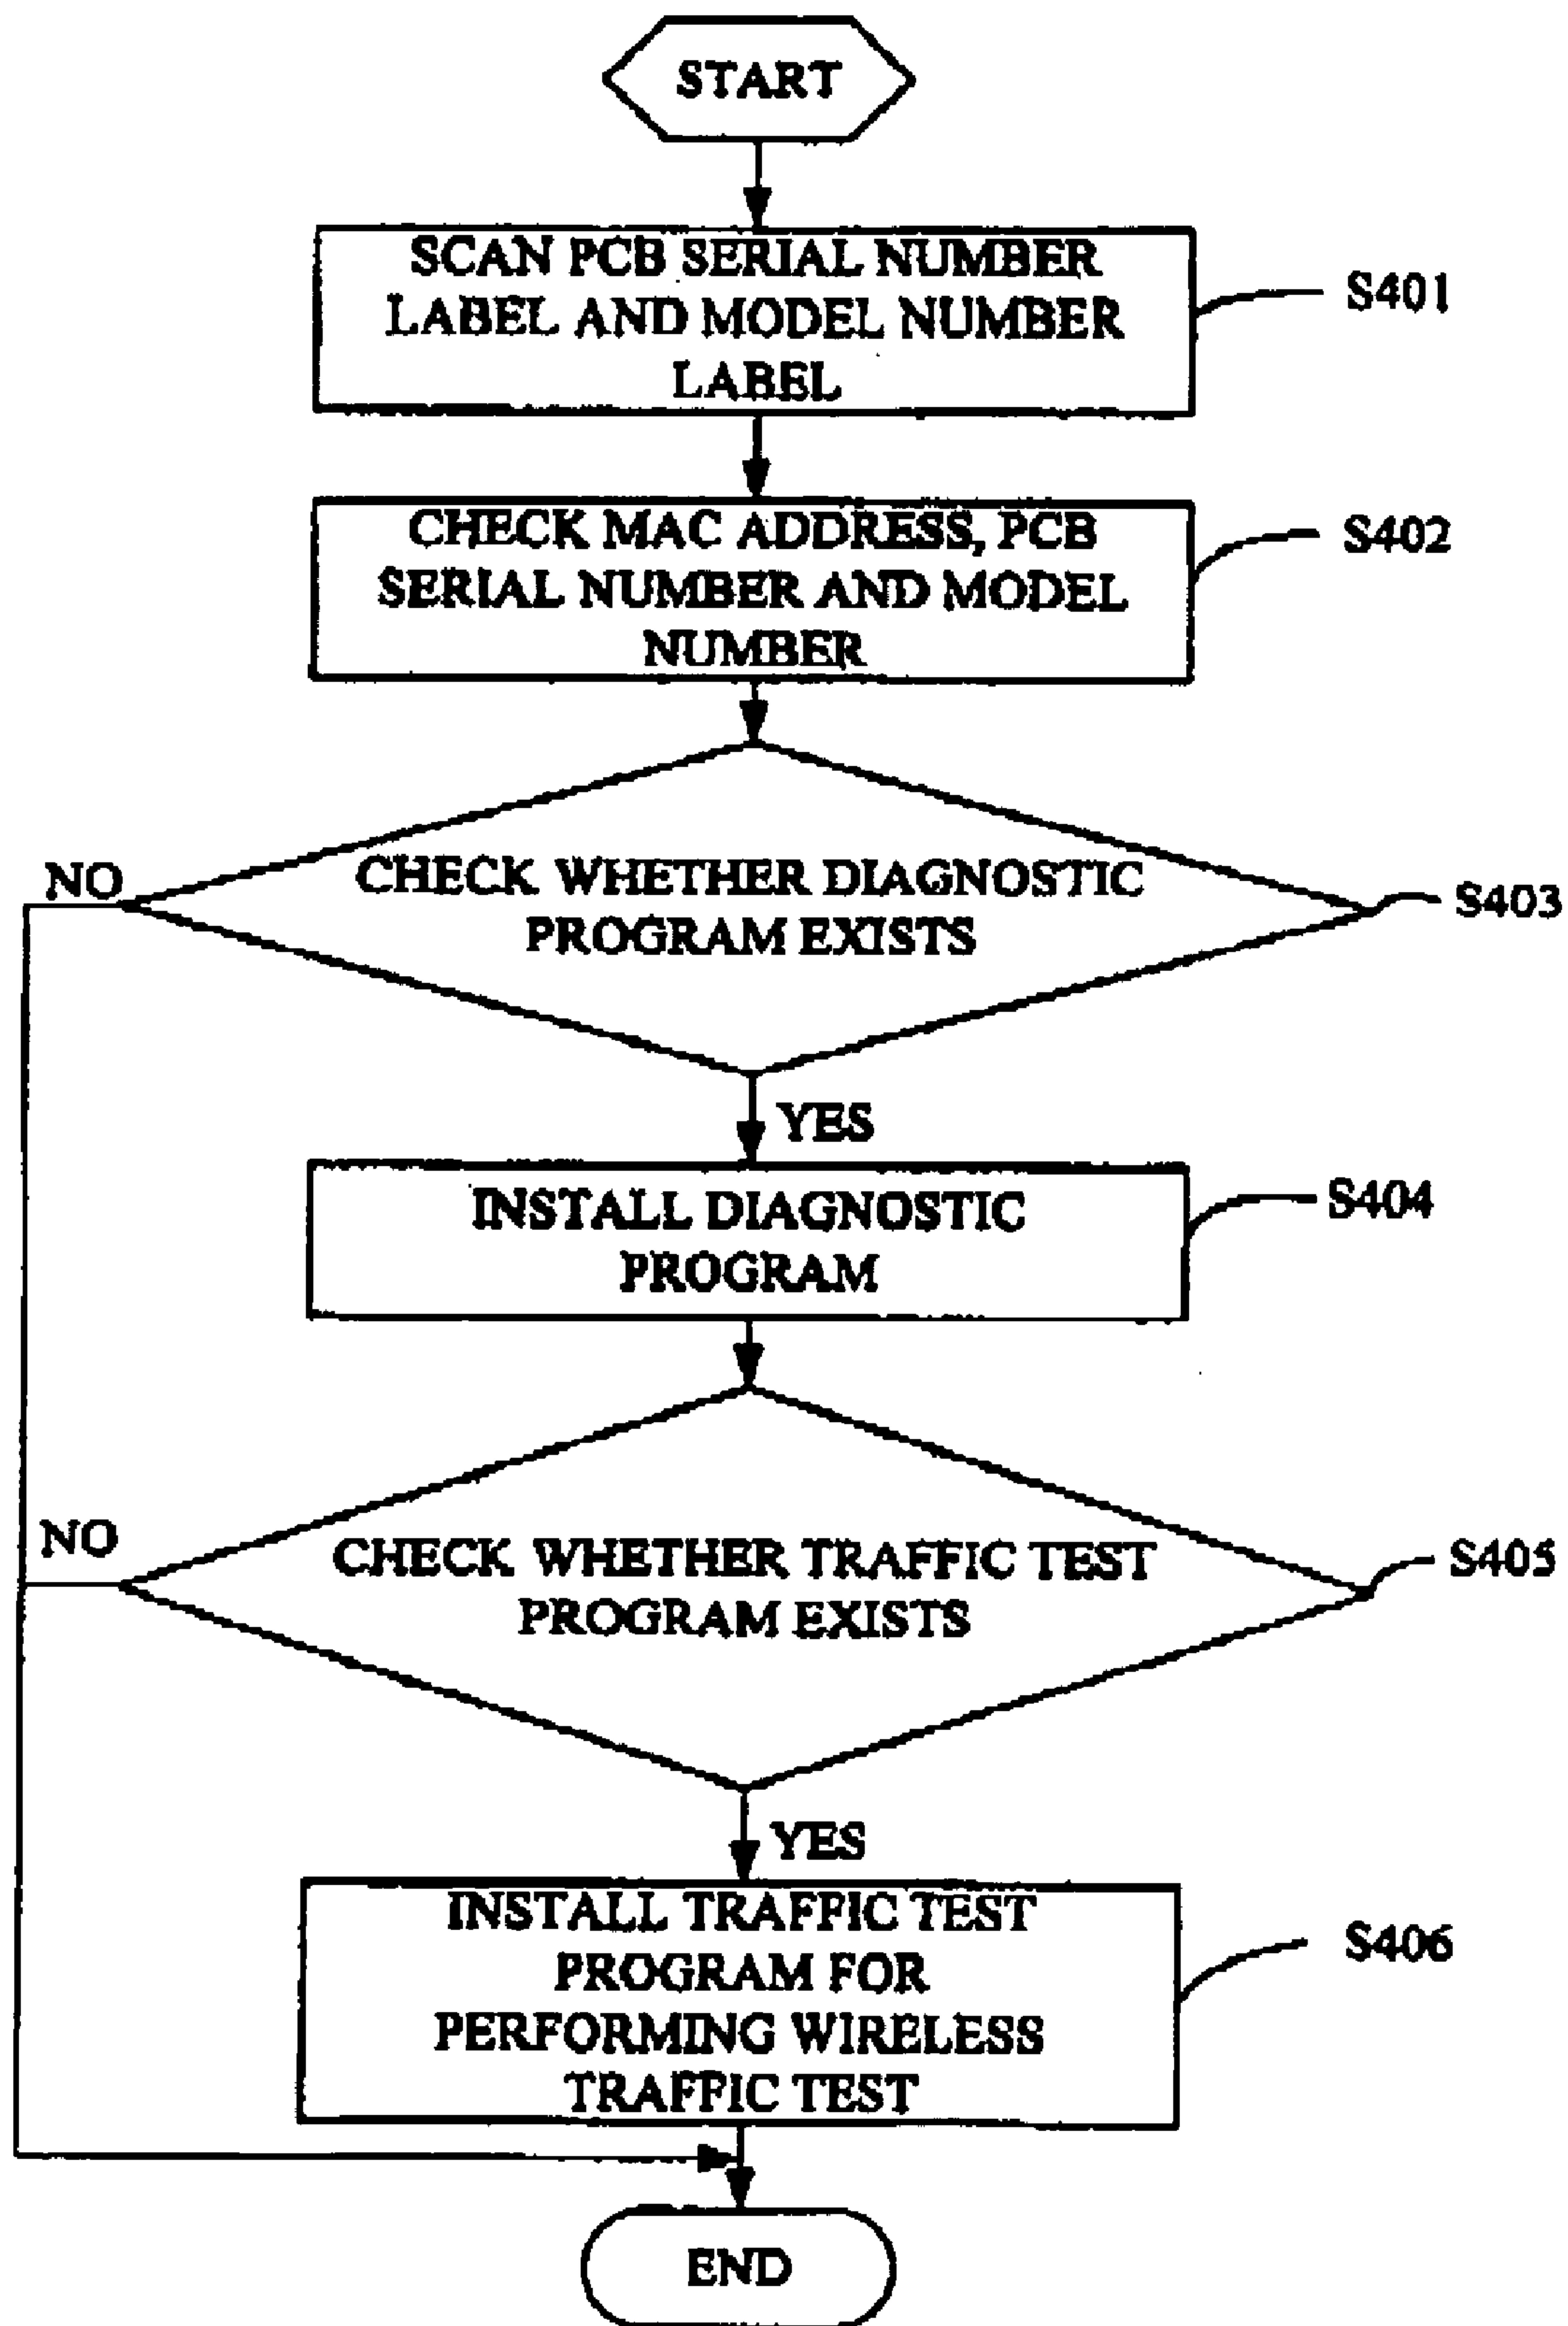 START
SCAN PCB SERIAL NUMBER
LABEL AND MODEL NUMBER
LABEL
S401
CHECK MAC ADDRESS, PCB
SERIAL NUMBER AND MODEL
NUMBER
S402
NO
CHECK WHETHER DIAGNOSTIC
PROGRAM EXISTS
S403
YES
INSTALL DIAGNOSTIC
PROGRAM
S404
NO
CHECK WHETHER TRAFFIC TEST
PROGRAM EXISTS
S405
YES
INSTALL TRAFFIC TEST
PROGRAM FOR
PERFORMING WIRELESS
TRAFFIC TEST
S406
END